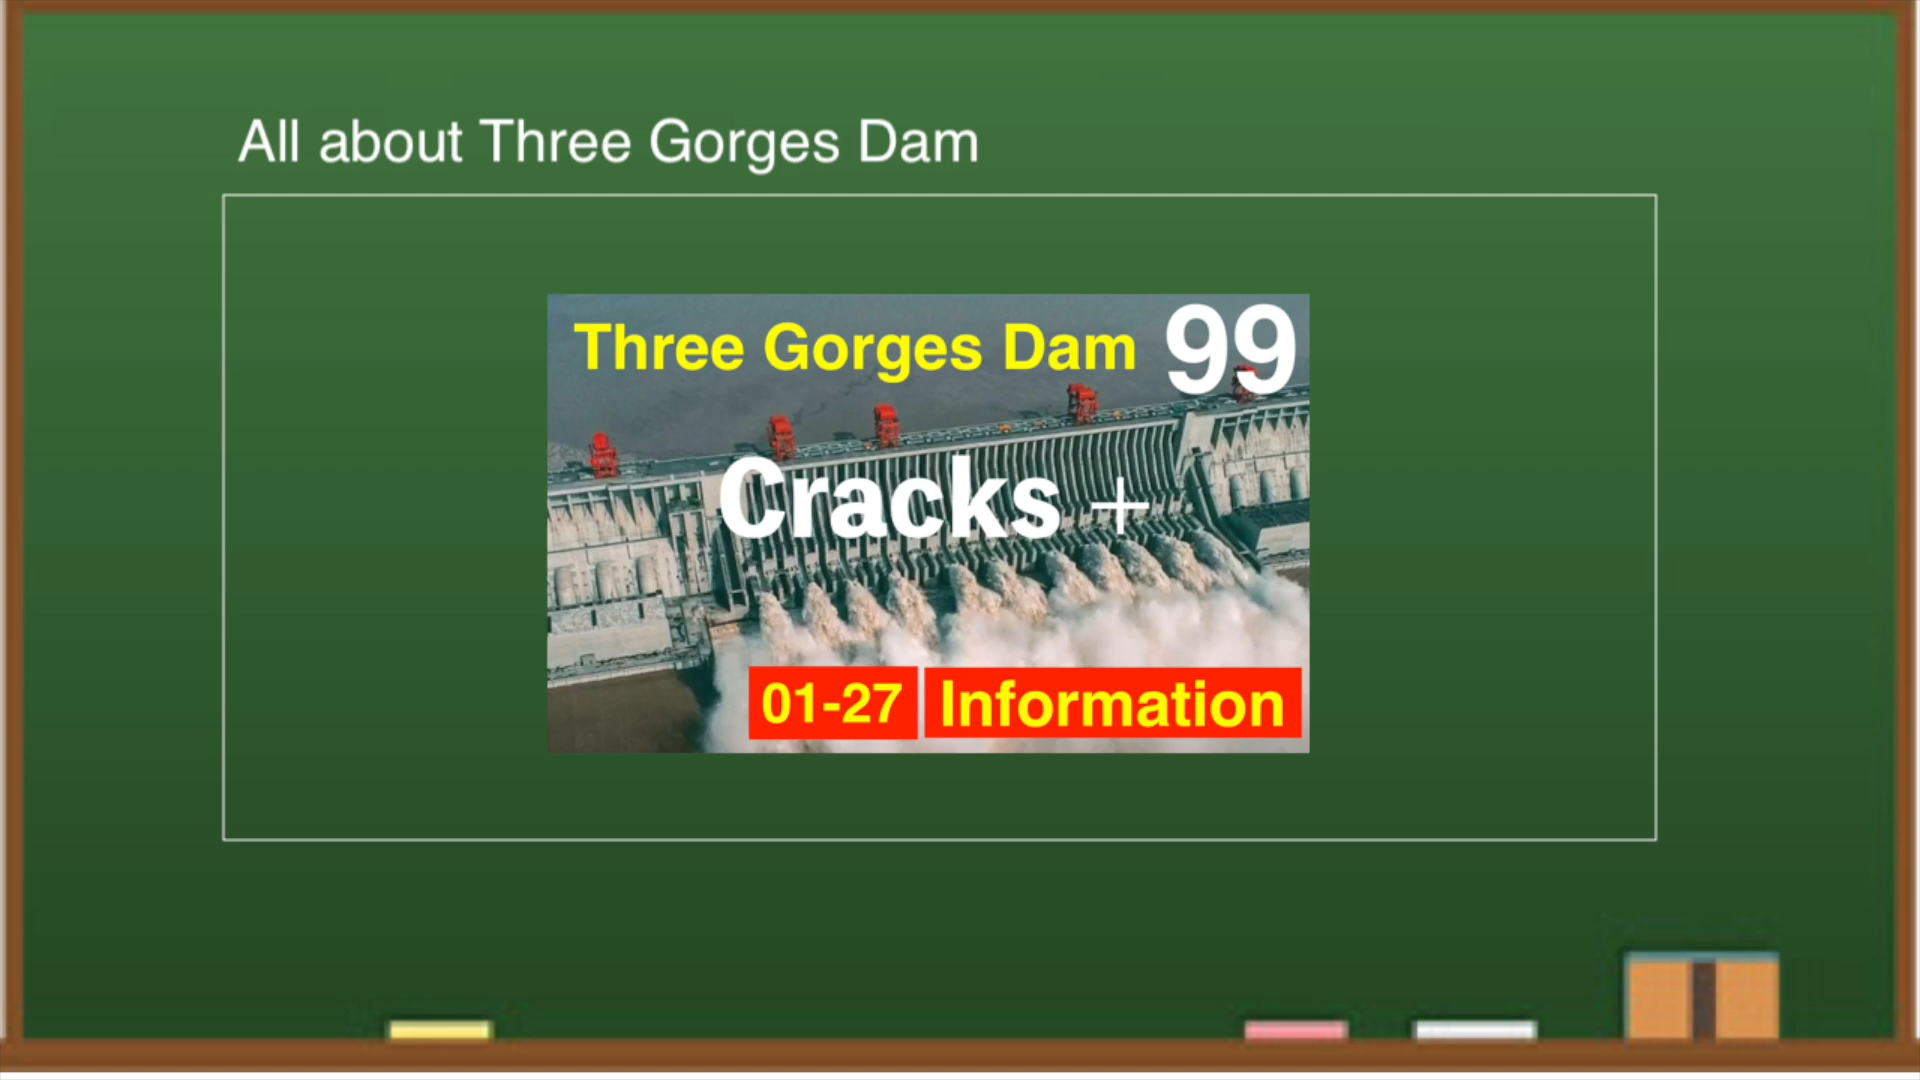 All about Three Gorges Dam
Three Gorges Dam 99
Cracks +
01-27 Information